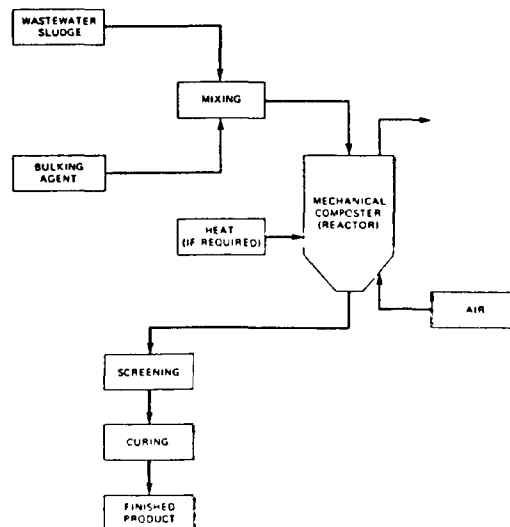 WASTEWATER
SLUDGE
MIXING
BULKING
AGENT
MECHANICAL
COMPOSTER
(REACTOR)
HEAT
(IF REQUIRED)
AIR
SCREENING
CURING
FINISHED
PRODUCT